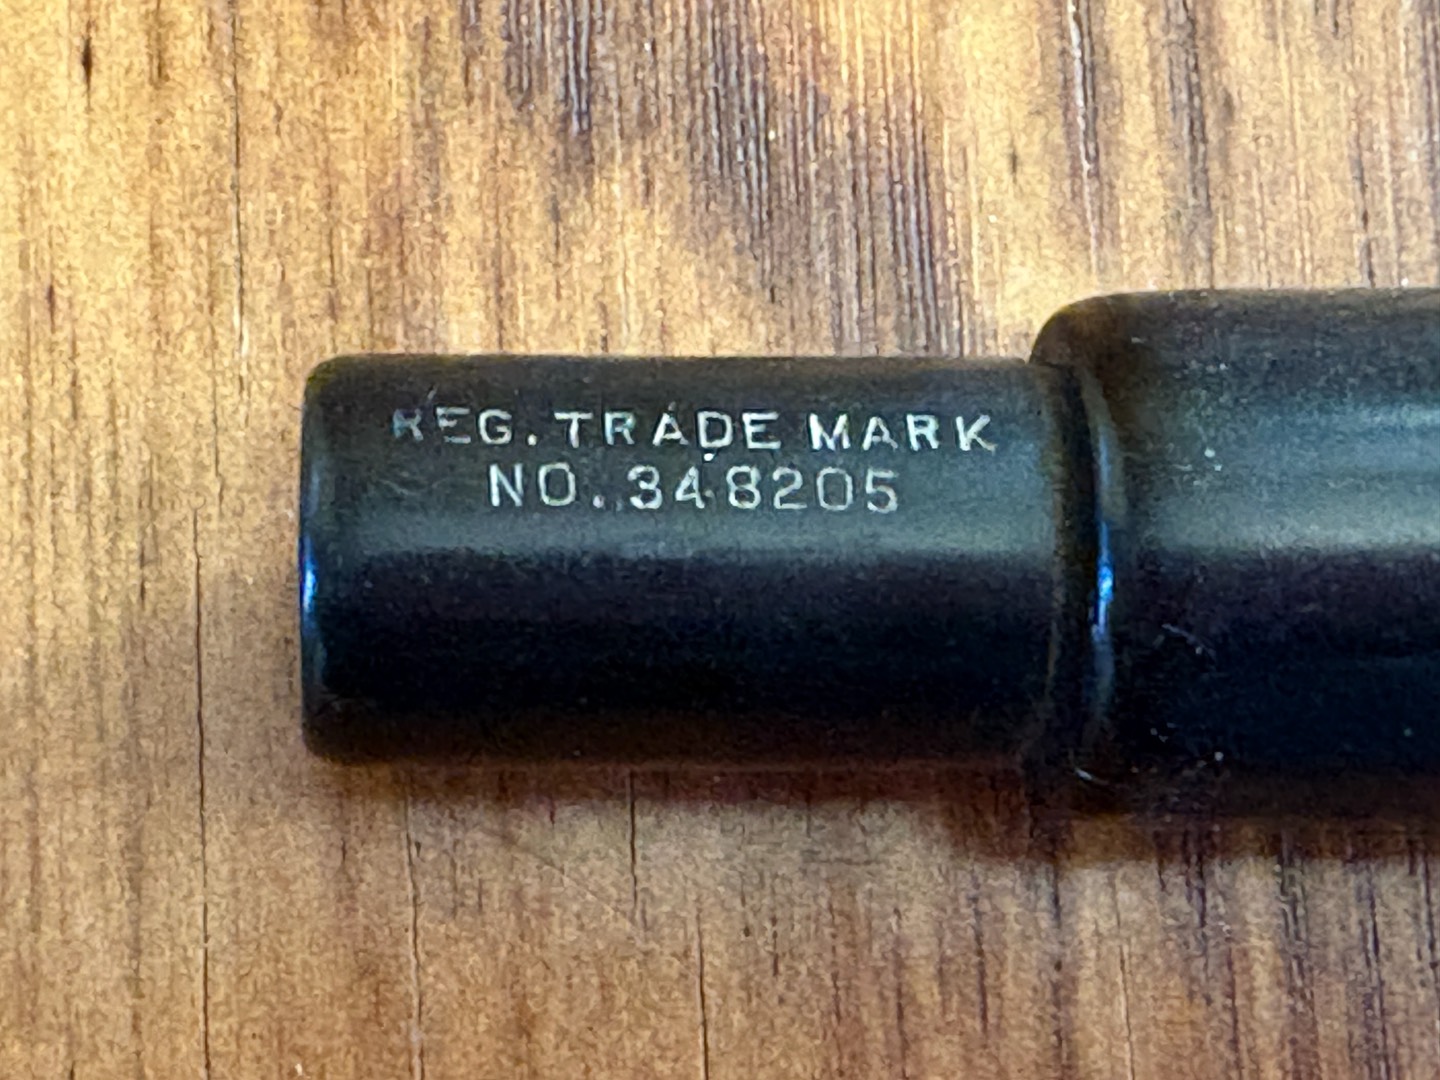 REG. TRADE MARK
NO. 348205